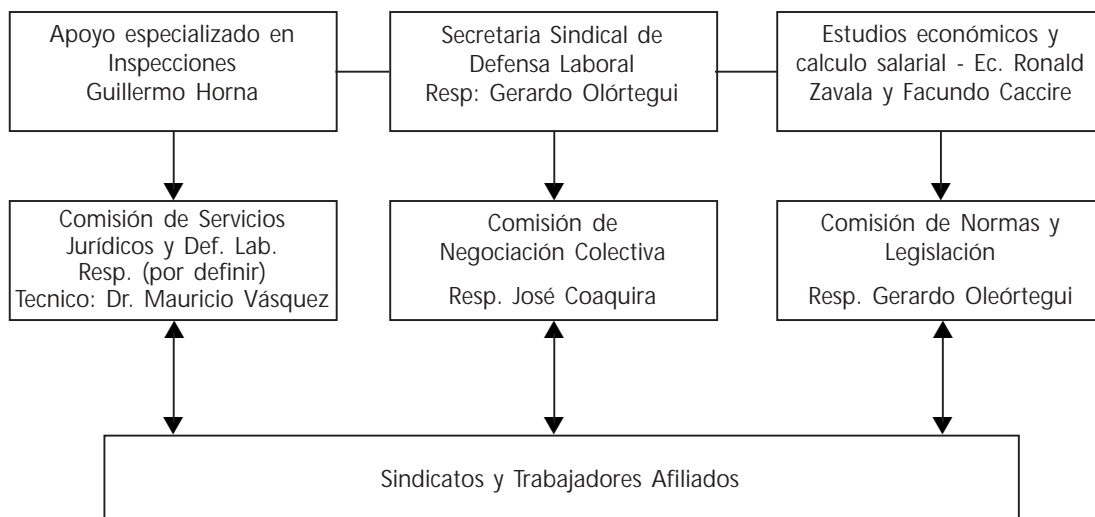 Apoyo especializado en
Inspecciones
Guillermo Horna
Secretaria Sindical de
Defensa Laboral
Resp: Gerardo Olórtegui
Estudios económicos y
calculo salarial - Ec. Ronald
Zavala y Facundo Caccire
Comisión de Servicios
Jurídicos y Def. Lab.
Resp. (por definir)
Tecnico: Dr. Mauricio Vásquez
Comisión de
Negociación Colectiva
Resp. José Coaquira
Comisión de Normas y
Legislación
Resp. Gerardo Oleórtegui
Sindicatos y Trabajadores Afiliados